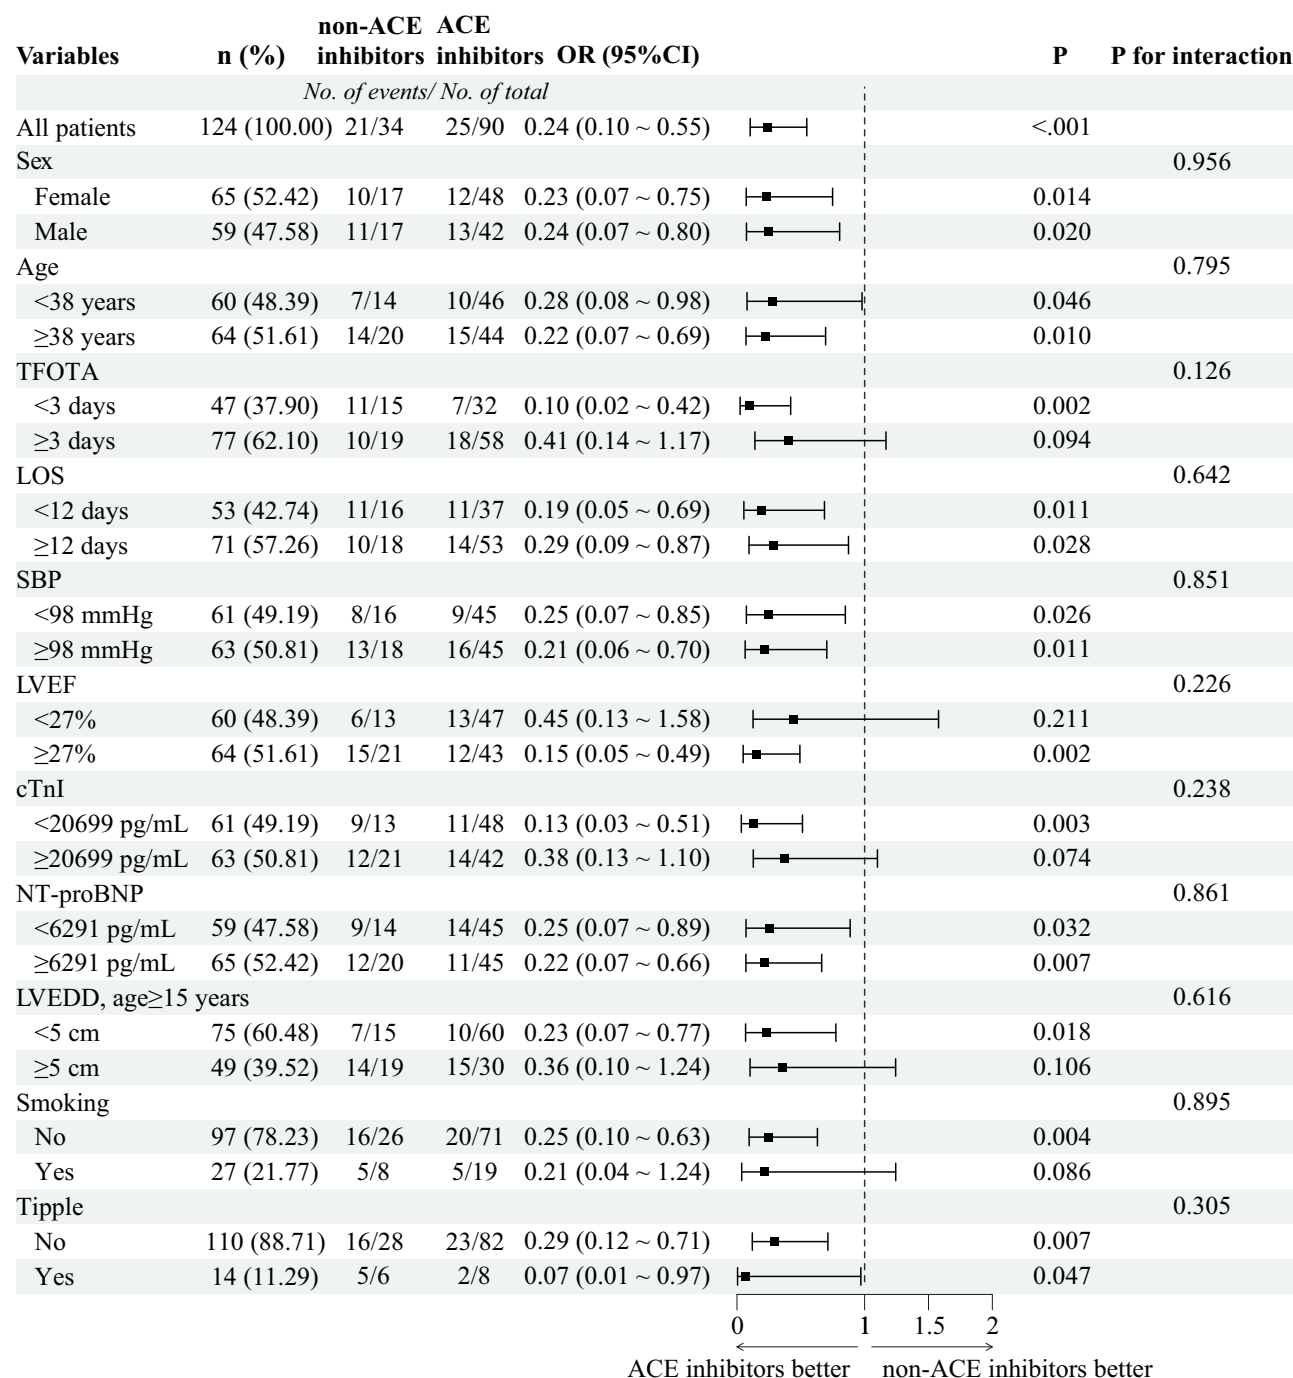 Variables n (%) non-ACE inhibitors ACE inhibitors OR (95%CI) P P for interaction
No. of events/ No. of total
All patients 124 (100.00) 21/34 25/90 0.24 (0.10 ~ 0.55) <.001
Sex 0.956
Female 65 (52.42) 10/17 12/48 0.23 (0.07 ~ 0.75) 0.014
Male 59 (47.58) 11/17 13/42 0.24 (0.07 ~ 0.80) 0.020
Age 0.795
<38 years 60 (48.39) 7/14 10/46 0.28 (0.08 ~ 0.98) 0.046
≥38 years 64 (51.61) 14/20 15/44 0.22 (0.07 ~ 0.69) 0.010
TFOTA 0.126
<3 days 47 (37.90) 11/15 7/32 0.10 (0.02 ~ 0.42) 0.002
≥3 days 77 (62.10) 10/19 18/58 0.41 (0.14 ~ 1.17) 0.094
LOS 0.642
<12 days 53 (42.74) 11/16 11/37 0.19 (0.05 ~ 0.69) 0.011
≥12 days 71 (57.26) 10/18 14/53 0.29 (0.09 ~ 0.87) 0.028
SBP 0.851
<98 mmHg 61 (49.19) 8/16 9/45 0.25 (0.07 ~ 0.85) 0.026
≥98 mmHg 63 (50.81) 13/18 16/45 0.21 (0.06 ~ 0.70) 0.011
LVEF 0.226
<27% 60 (48.39) 6/13 13/47 0.45 (0.13 ~ 1.58) 0.211
≥27% 64 (51.61) 15/21 12/43 0.15 (0.05 ~ 0.49) 0.002
cTnI 0.238
<20699 pg/mL 61 (49.19) 9/13 11/48 0.13 (0.03 ~ 0.51) 0.003
≥20699 pg/mL 63 (50.81) 12/21 14/42 0.38 (0.13 ~ 1.10) 0.074
NT-proBNP 0.861
<6291 pg/mL 59 (47.58) 9/14 14/45 0.25 (0.07 ~ 0.89) 0.032
≥6291 pg/mL 65 (52.42) 12/20 11/45 0.22 (0.07 ~ 0.66) 0.007
LVEDD, age≥15 years 0.616
<5 cm 75 (60.48) 7/15 10/60 0.23 (0.07 ~ 0.77) 0.018
≥5 cm 49 (39.52) 14/19 15/30 0.36 (0.10 ~ 1.24) 0.106
Smoking 0.895
No 97 (78.23) 16/26 20/71 0.25 (0.10 ~ 0.63) 0.004
Yes 27 (21.77) 5/8 5/19 0.21 (0.04 ~ 1.24) 0.086
Tipple 0.305
No 110 (88.71) 16/28 23/82 0.29 (0.12 ~ 0.71) 0.007
Yes 14 (11.29) 5/6 2/8 0.07 (0.01 ~ 0.97) 0.047
0 1 1.5 2
ACE inhibitors better non-ACE inhibitors better